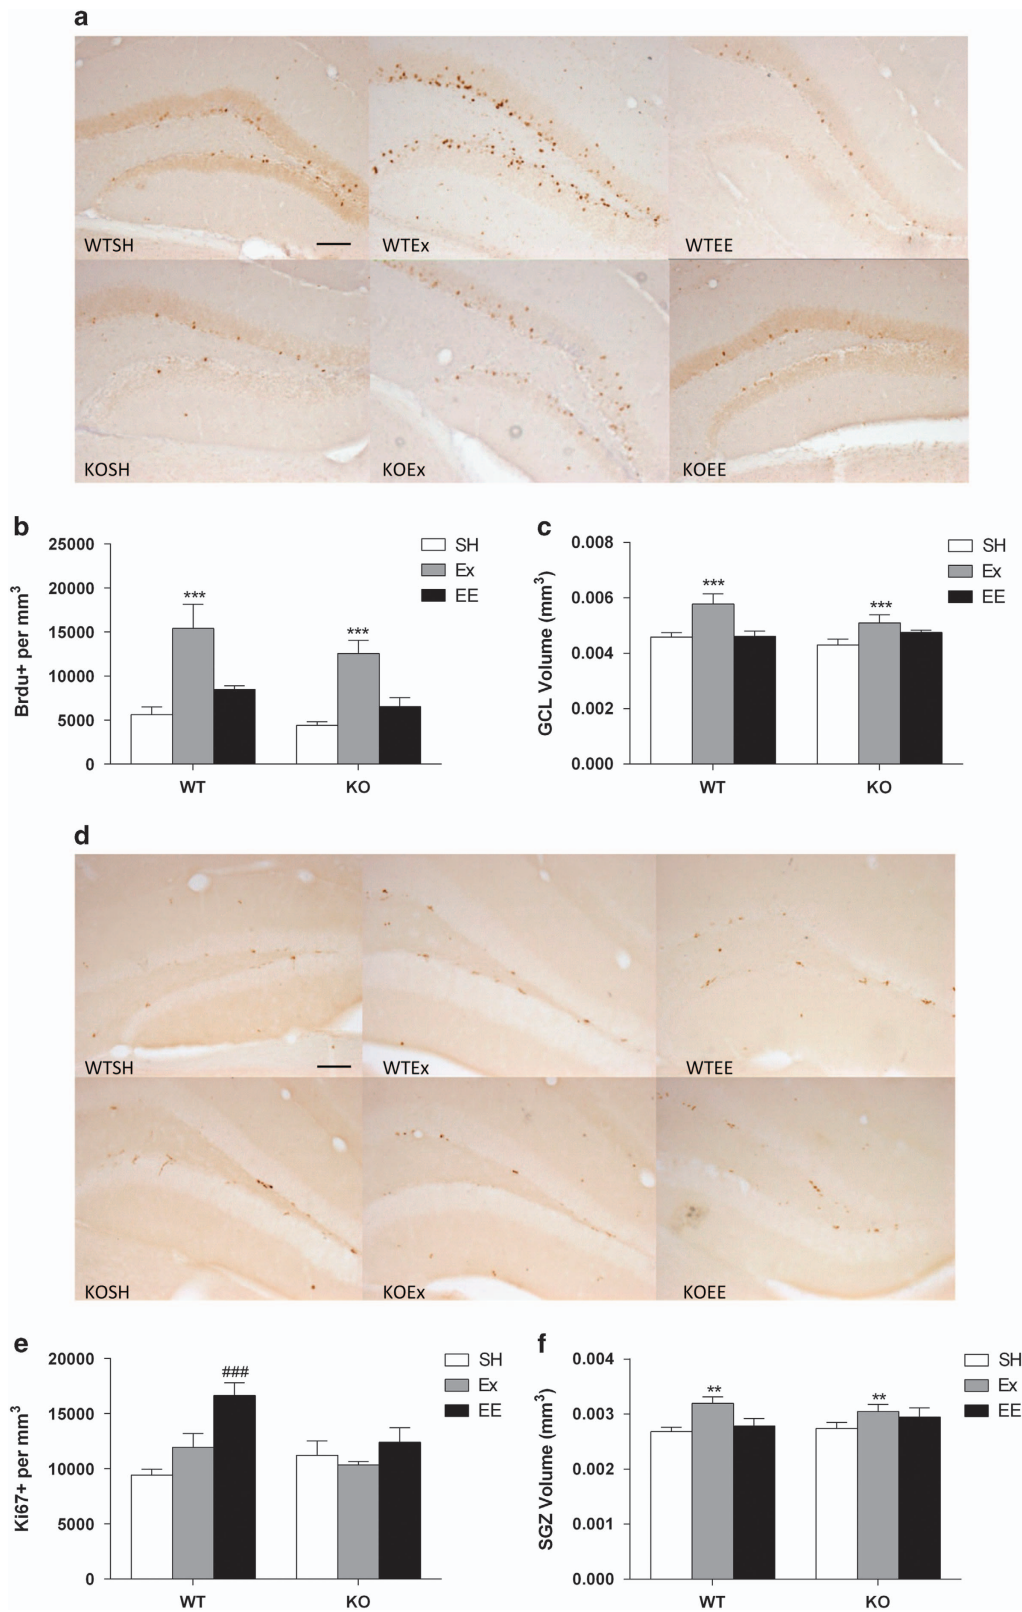 a
WTSH
WTEx
WTEE
KOSH
KOEx
KOEE
b
Brdu+ per mm3
25000
20000
15000
10000
5000
0
***
***
WT
KO
SH
Ex
EE
c
GCL Volume (mm3)
0.008
0.006
0.004
0.002
0.000
***
***
WT
KO
SH
Ex
EE
d
WTSH
WTEx
WTEE
KOSH
KOEx
KOEE
e
Ki67+ per mm3
20000
15000
10000
5000
0
###
WT
KO
SH
Ex
EE
f
SGZ Volume (mm3)
0.004
0.003
0.002
0.001
0.000
**
**
WT
KO
SH
Ex
EE